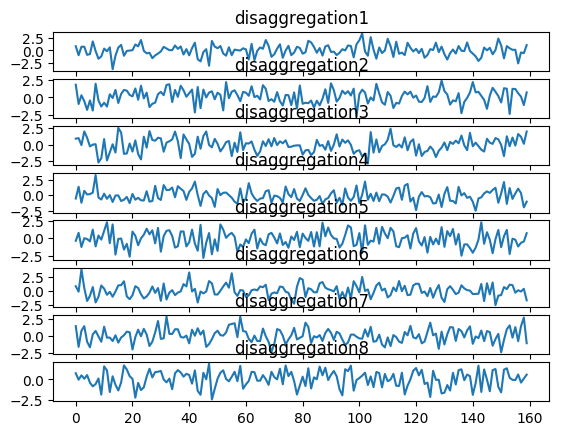 disaggregation1
2.5
0.0
−2.5
disaggregation2
2.5
0.0
−2.5
disaggregation3
2.5
0.0
−2.5
disaggregation4
2.5
0.0
−2.5
disaggregation5
2.5
0.0
−2.5
disaggregation6
2.5
0.0
−2.5
disaggregation7
2.5
0.0
−2.5
disaggregation8
0.0
−2.5
0 20 40 60 80 100 120 140 160